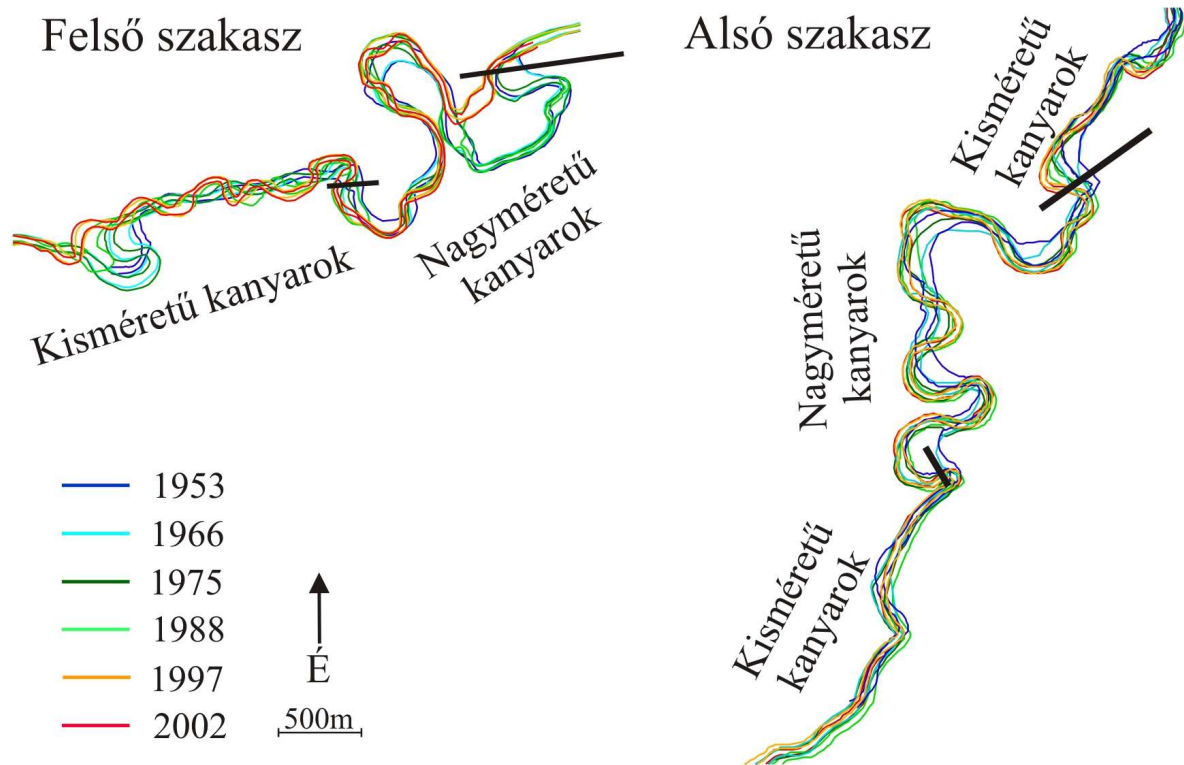 Felső szakasz
Alsó szakasz
Kisméretű
kanyarok
Nagyméretű
kanyarok
Kisméretű kanyarok
Nagyméretű
kanyarok
Kisméretű
kanyarok
1953
1966
1975
1988
1997
2002
É
500m